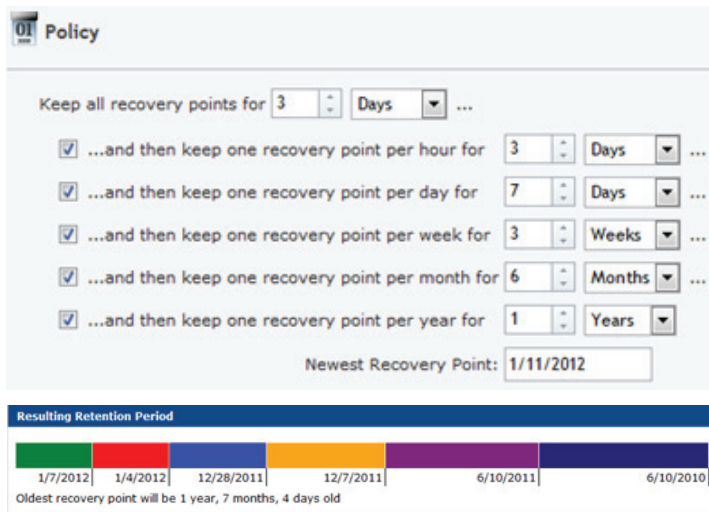 01
Policy
Keep all recovery points for 3 Days ...
...and then keep one recovery point per hour for 3 Days ...
...and then keep one recovery point per day for 7 Days ...
...and then keep one recovery point per week for 3 Weeks ...
...and then keep one recovery point per month for 6 Months ...
...and then keep one recovery point per year for 1 Years
Newest Recovery Point: 1/11/2012
Resulting Retention Period
1/7/2012 1/4/2012 12/28/2011 12/7/2011 6/10/2011 6/10/2010
Oldest recovery point will be 1 year, 7 months, 4 days old